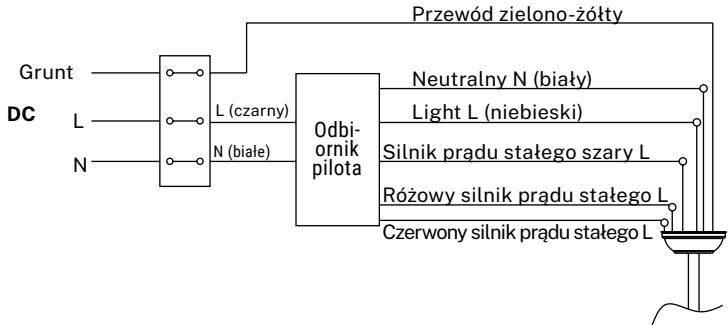 Przewód zielono-żółty
Grunt
DC
L
N
L (czarny)
N (białe)
Odbi-
ornik
pilota
Neutralny N (biały)
Light L (niebieski)
Silnik prądu stałego szary L
Różowy silnik prądu stałego L
Czerwony silnik prądu stałego L